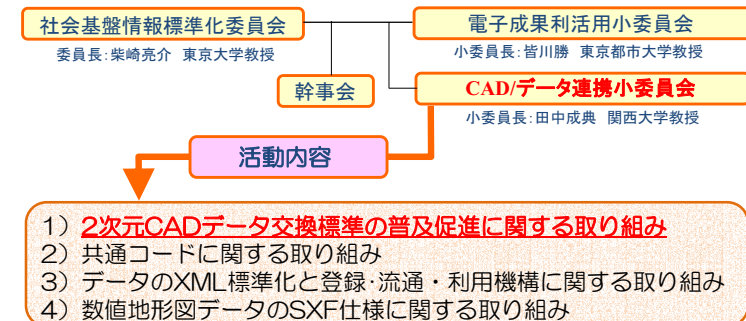 社会基盤情報標準化委員会
委員長:柴崎亮介 東京大学教授
幹事会
電子成果利活用小委員会
小委員長:皆川勝 東京都市大学教授
CAD/データ連携小委員会
小委員長:田中成典 関西大学教授
活動内容
1)2次元CADデータ交換標準の普及促進に関する取り組み
2)共通コードに関する取り組み
3)データのXML標準化と登録・流通・利用機構に関する取り組み
4)数値地形図データのSXF仕様に関する取り組み